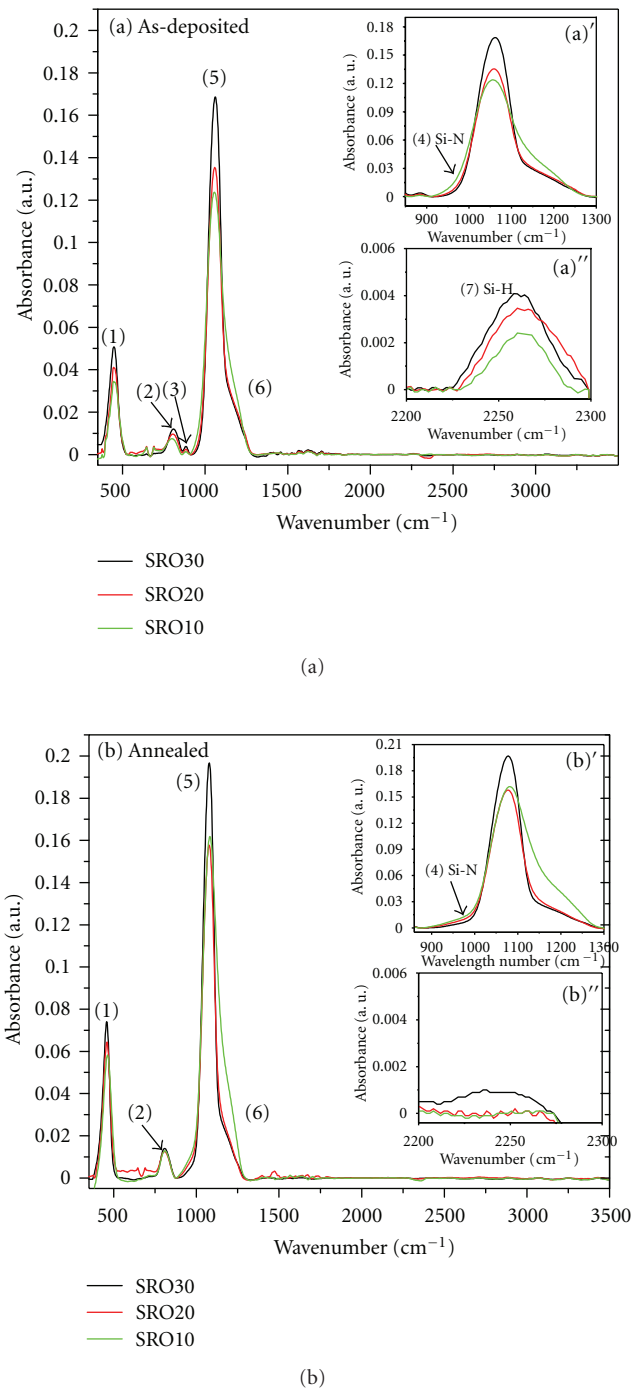 (a) As-deposited
0.2
0.18
0.16
0.14
0.12
0.1
0.08
0.06
0.04
0.02
0
Absorbance (a.u.)
500 1000 1500 2000 2500 3000
Wavenumber (cm−1)
(1)
(2) (3)
(5)
(6)
(a)′
0.18
0.15
0.12
0.09
0.06
0.03
0
Absorbance (a. u.)
(4) Si-N
900 1000 1100 1200 1300
Wavenumber (cm−1)
(a)′′
0.006
0.004
0.002
0
Absorbance (a. u.)
(7) Si-H
2200 2250 2300
Wavenumber (cm−1)
SRO30
SRO20
SRO10
(a)
(b) Annealed
0.2
0.18
0.16
0.14
0.12
0.1
0.08
0.06
0.04
0.02
0
Absorbance (a.u.)
500 1000 1500 2000 2500 3000 3500
Wavenumber (cm−1)
(1)
(2)
(5)
(6)
(b)′
0.21
0.18
0.15
0.12
0.09
0.06
0.03
0
Absorbance (a. u.)
(4) Si-N
900 1000 1100 1200 1300
Wavelength number (cm−1)
(b)′′
0.006
0.004
0.002
0
Absorbance (a. u.)
2200 2250 2300
Wavenumber (cm−1)
SRO30
SRO20
SRO10
(b)